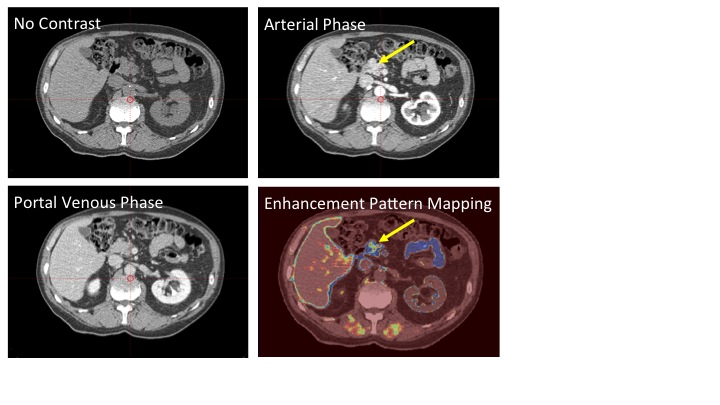 No Contrast
Arterial Phase
Portal Venous Phase
Enhancement Pattern Mapping